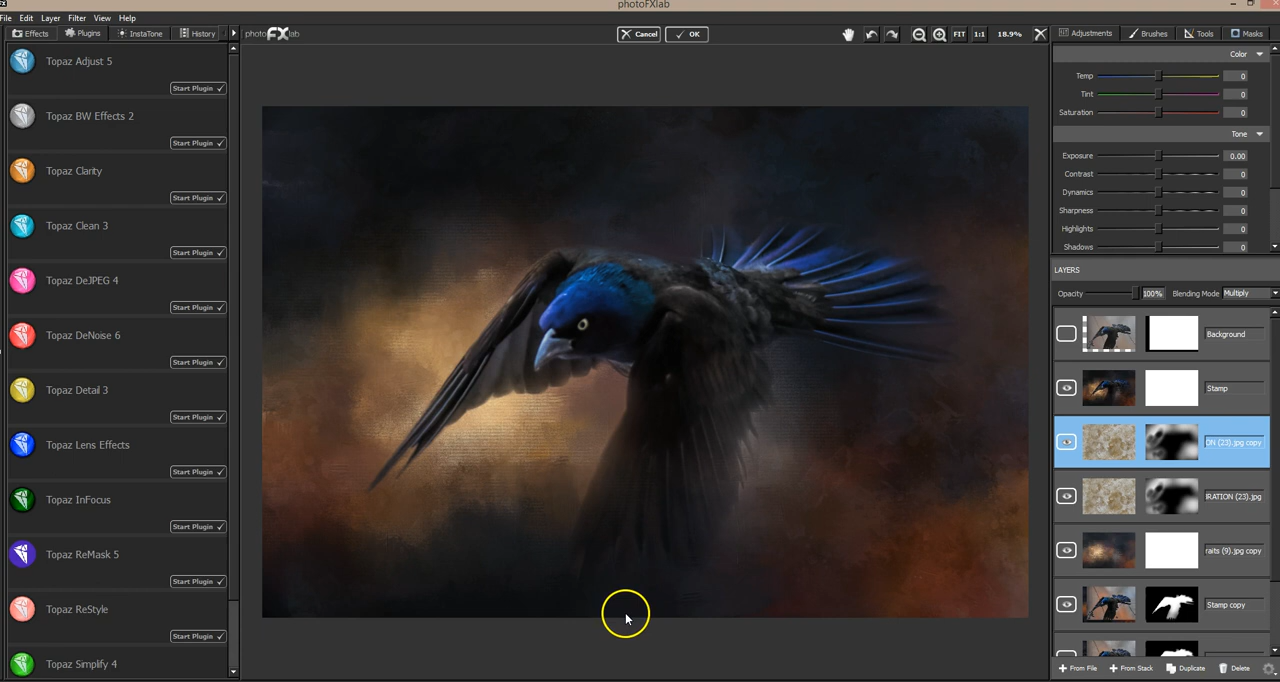 photoFXlab
File Edit Layer Filter View Help
Effects Plugins InstaTone History
photo FX lab
Cancel OK
FIT 1:1 18.9%
Adjustments Brushes Tools Masks
Topaz Adjust 5
Start Plugin
Topaz BW Effects 2
Start Plugin
Topaz Clarity
Start Plugin
Topaz Clean 3
Start Plugin
Topaz DeJPEG 4
Start Plugin
Topaz DeNoise 6
Start Plugin
Topaz Detail 3
Start Plugin
Topaz Lens Effects
Start Plugin
Topaz InFocus
Start Plugin
Topaz ReMask 5
Start Plugin
Topaz ReStyle
Start Plugin
Topaz Simplify 4
Color
Temp 0
Tint 0
Saturation 0
Tone
Exposure 0.00
Contrast 0
Dynamics 0
Sharpness 0
Highlights 0
Shadows 0
LAYERS
Opacity 100% Blending Mode Multiply
Background
Stamp
ON (23).jpg copy
IRATION (23).jpg
raits (9).jpg copy
Stamp copy
From File From Stack Duplicate Delete